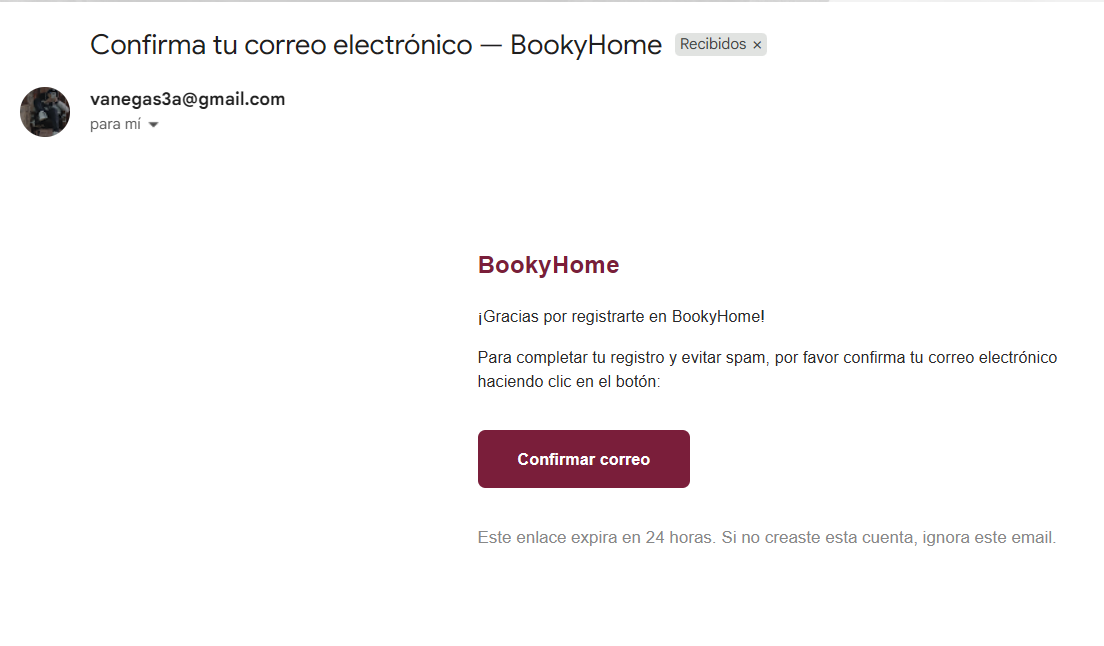 Confirma tu correo electrónico — BookyHome Recibidos ×
vanegas3a@gmail.com
para mí
BookyHome
¡Gracias por registrarte en BookyHome!
Para completar tu registro y evitar spam, por favor confirma tu correo electrónico
haciendo clic en el botón:
Confirmar correo
Este enlace expira en 24 horas. Si no creaste esta cuenta, ignora este email.